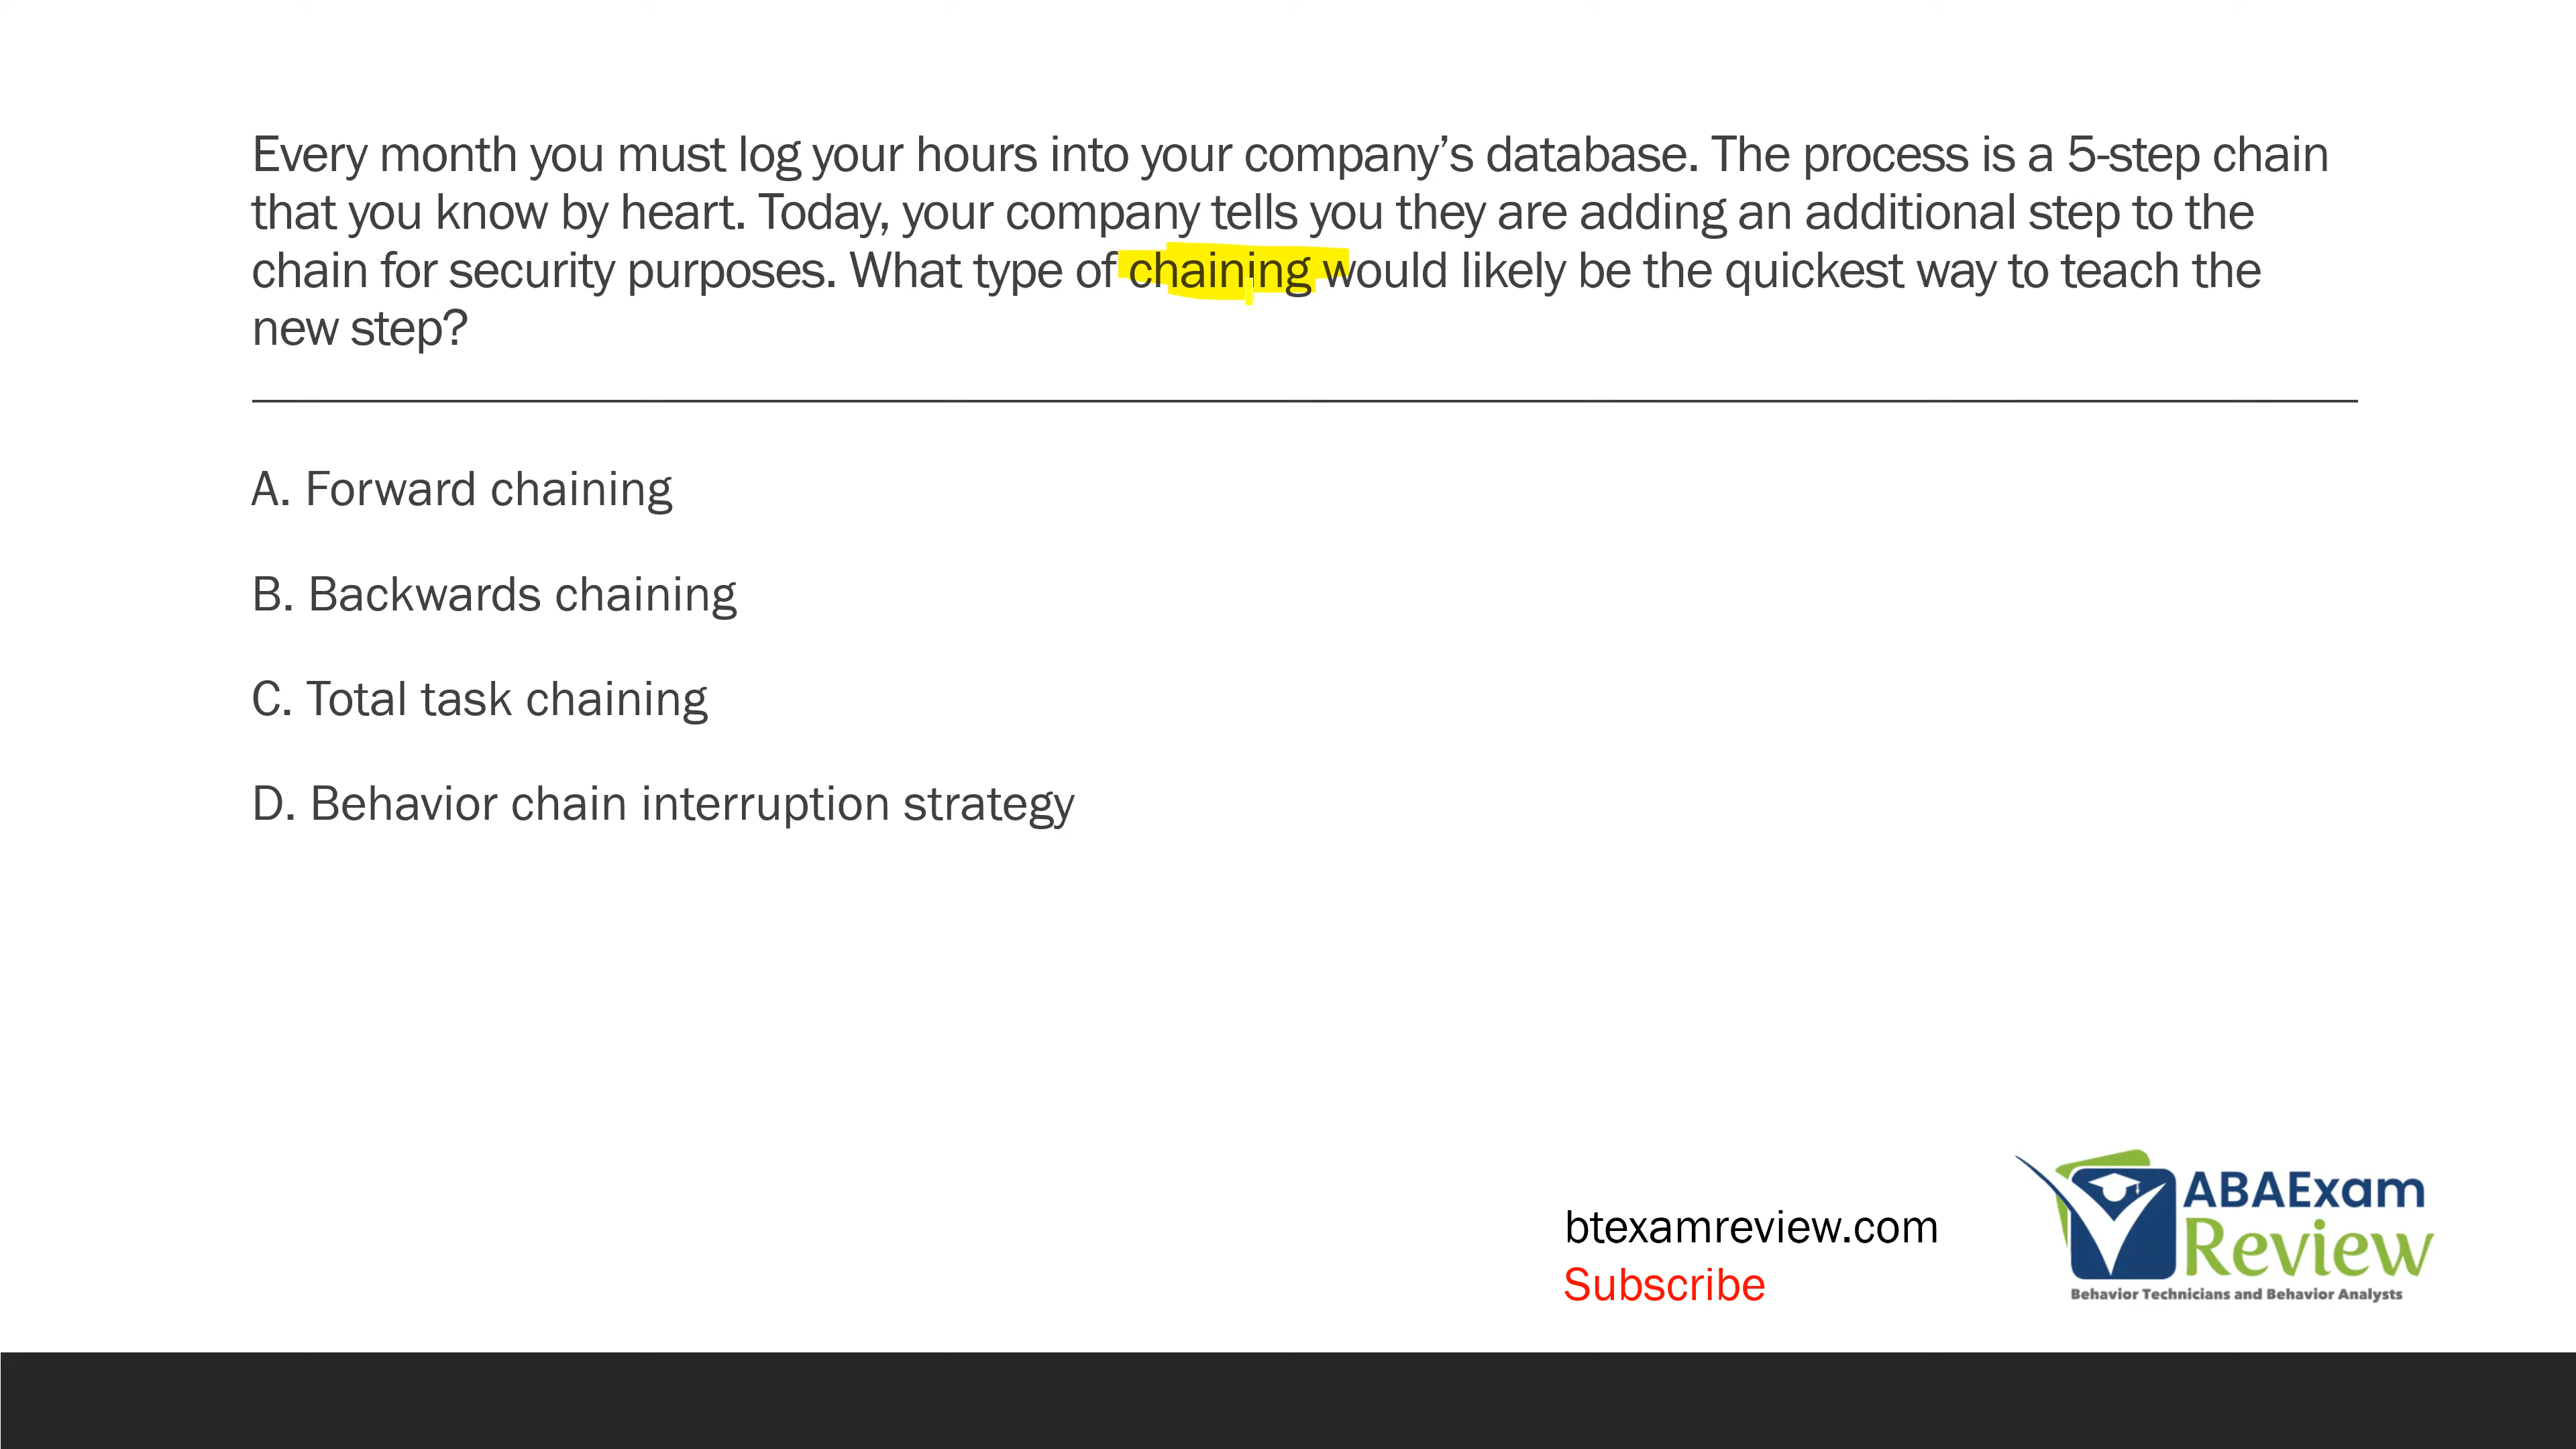 Every month you must log your hours into your company’s database. The process is a 5-step chain
that you know by heart. Today, your company tells you they are adding an additional step to the
chain for security purposes. What type of chaining would likely be the quickest way to teach the
new step?
A. Forward chaining
B. Backwards chaining
C. Total task chaining
D. Behavior chain interruption strategy
btexamreview.com
Subscribe
ABAExam
Review
Behavior Technicians and Behavior Analysts